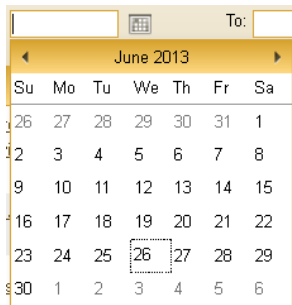 To:
June 2013
Su Mo Tu We Th Fr Sa
26 27 28 29 30 31 1
2 3 4 5 6 7 8
9 10 11 12 13 14 15
16 17 18 19 20 21 22
23 24 25 26 27 28 29
30 1 2 3 4 5 6